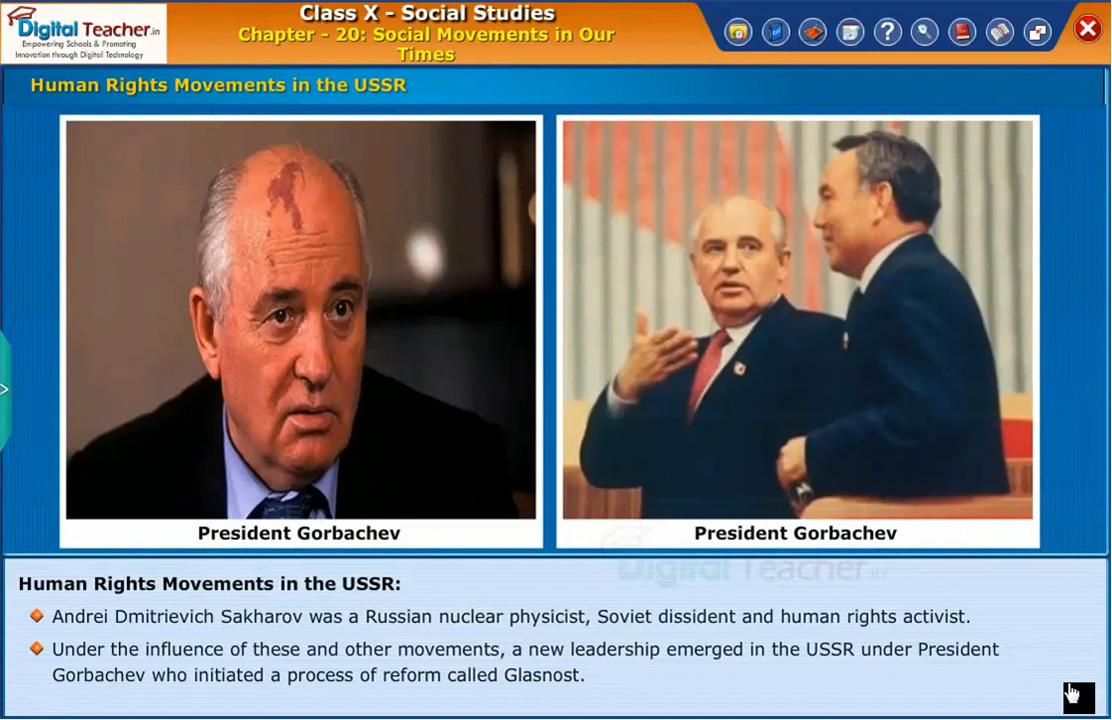 Digital Teacher.in
Empowering Schools & Promoting
Innovation through Digital Technology
Class X - Social Studies
Chapter - 20: Social Movements in Our
Times
?
Human Rights Movements in the USSR
President Gorbachev
President Gorbachev
Digital Teacher.in
Human Rights Movements in the USSR:
Andrei Dmitrievich Sakharov was a Russian nuclear physicist, Soviet dissident and human rights activist.
Under the influence of these and other movements, a new leadership emerged in the USSR under President
Gorbachev who initiated a process of reform called Glasnost.